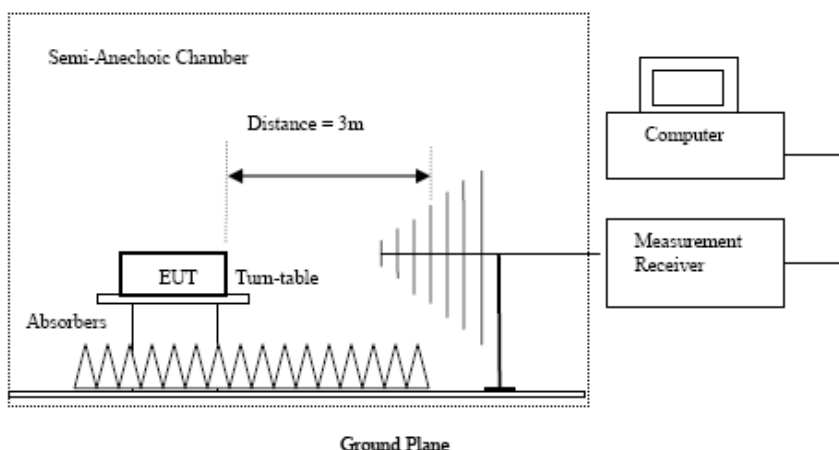 Semi-Anechoic Chamber
Distance = 3m
Computer
Measurement
Receiver
EUT
Turn-table
Absorbers
Ground Plane